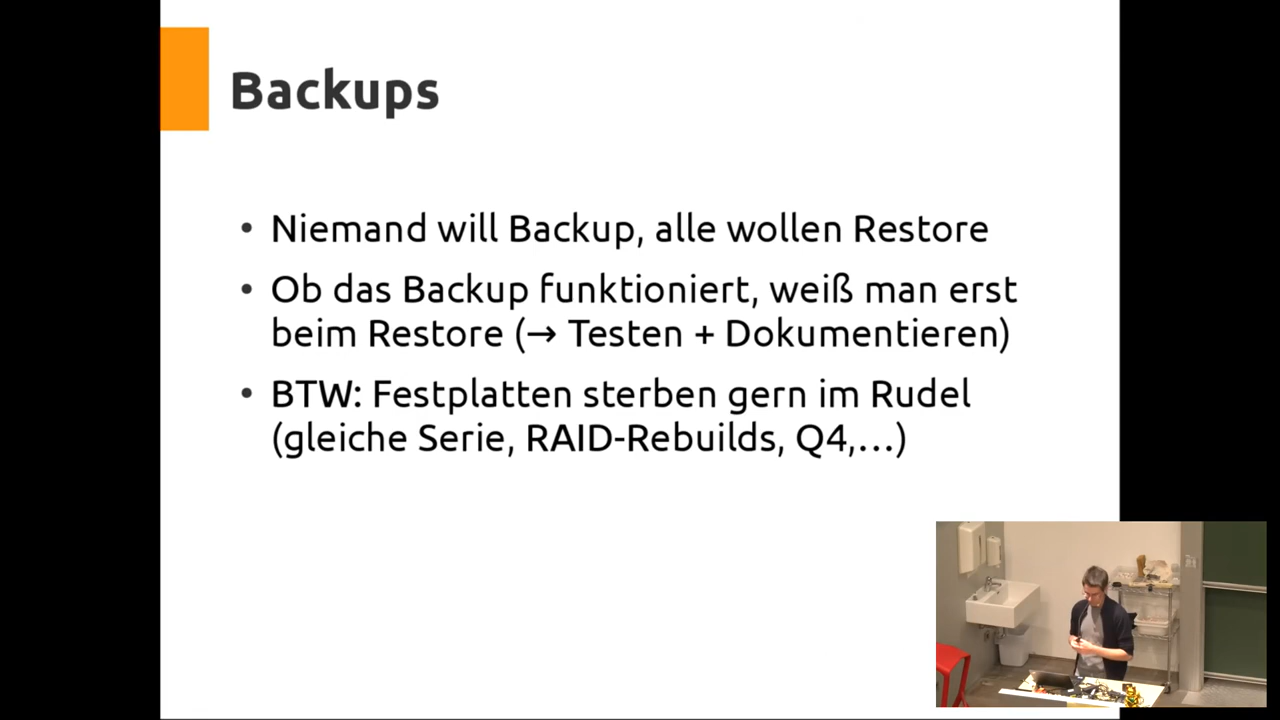 Backups
• Niemand will Backup, alle wollen Restore
• Ob das Backup funktioniert, weiß man erst
beim Restore (→ Testen + Dokumentieren)
• BTW: Festplatten sterben gern im Rudel
(gleiche Serie, RAID-Rebuilds, Q4,…)